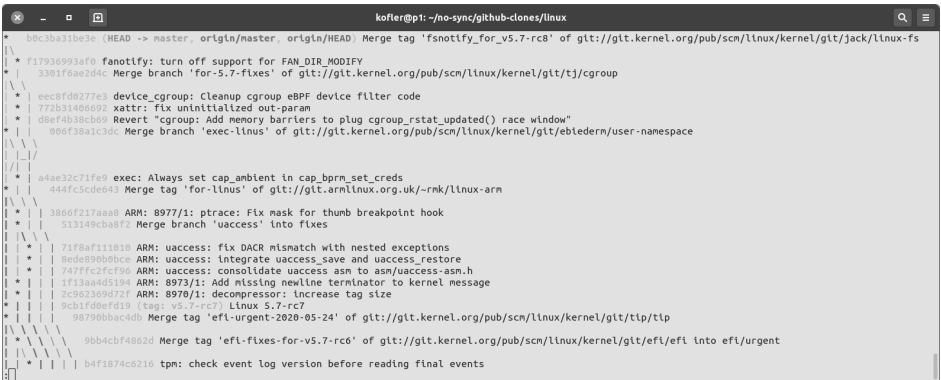 kofler@p1: ~/no-sync/github-clones/linux
*   b0c3ba31be3e (HEAD -> master, origin/master, origin/HEAD) Merge tag 'fsnotify_for_v5.7-rc8' of git://git.kernel.org/pub/scm/linux/kernel/git/jack/linux-fs
|\
| * f17936993af0 fanotify: turn off support for FAN_DIR_MODIFY
* |   3301f6ae2d4c Merge branch 'for-5.7-fixes' of git://git.kernel.org/pub/scm/linux/kernel/git/tj/cgroup
|\ \
| * | eec8fd0277e3 device_cgroup: Cleanup cgroup eBPF device filter code
| * | 772b31406692 xattr: fix uninitialized out-param
| * | d8ef4b38cb69 Revert "cgroup: Add memory barriers to plug cgroup_rstat_updated() race window"
* | |   006f38a1c3dc Merge branch 'exec-linus' of git://git.kernel.org/pub/scm/linux/kernel/git/ebiederm/user-namespace
|\ \ \
| |_|/
|/| |
| * | a4ae32c71fe9 exec: Always set cap_ambient in cap_bprm_set_creds
* | |   444fc5cde643 Merge tag 'for-linus' of git://git.armlinux.org.uk/~rmk/linux-arm
|\ \ \
| * | | 3866f217aaa8 ARM: 8977/1: ptrace: Fix mask for thumb breakpoint hook
| * | |   513149cba8f2 Merge branch 'uaccess' into fixes
| |\ \ \
| | * | | 71f8af111010 ARM: uaccess: fix DACR mismatch with nested exceptions
| | * | | 8ede890b0bce ARM: uaccess: integrate uaccess_save and uaccess_restore
| | * | | 747ffc2fcf96 ARM: uaccess: consolidate uaccess asm to asm/uaccess-asm.h
| * | | | 1f13aa4d5194 ARM: 8973/1: Add missing newline terminator to kernel message
| * | | | 2c962369d72f ARM: 8970/1: decompressor: increase tag size
* | | | | 9cb1fd0efd19 (tag: v5.7-rc7) Linux 5.7-rc7
* | | | |   98790bbac4db Merge tag 'efi-urgent-2020-05-24' of git://git.kernel.org/pub/scm/linux/kernel/git/tip/tip
|\ \ \ \ \
| * \ \ \ \   9bb4cbf4862d Merge tag 'efi-fixes-for-v5.7-rc6' of git://git.kernel.org/pub/scm/linux/kernel/git/efi/efi into efi/urgent
| |\ \ \ \ \
| | * | | | | b4f1874c6216 tpm: check event log version before reading final events
: